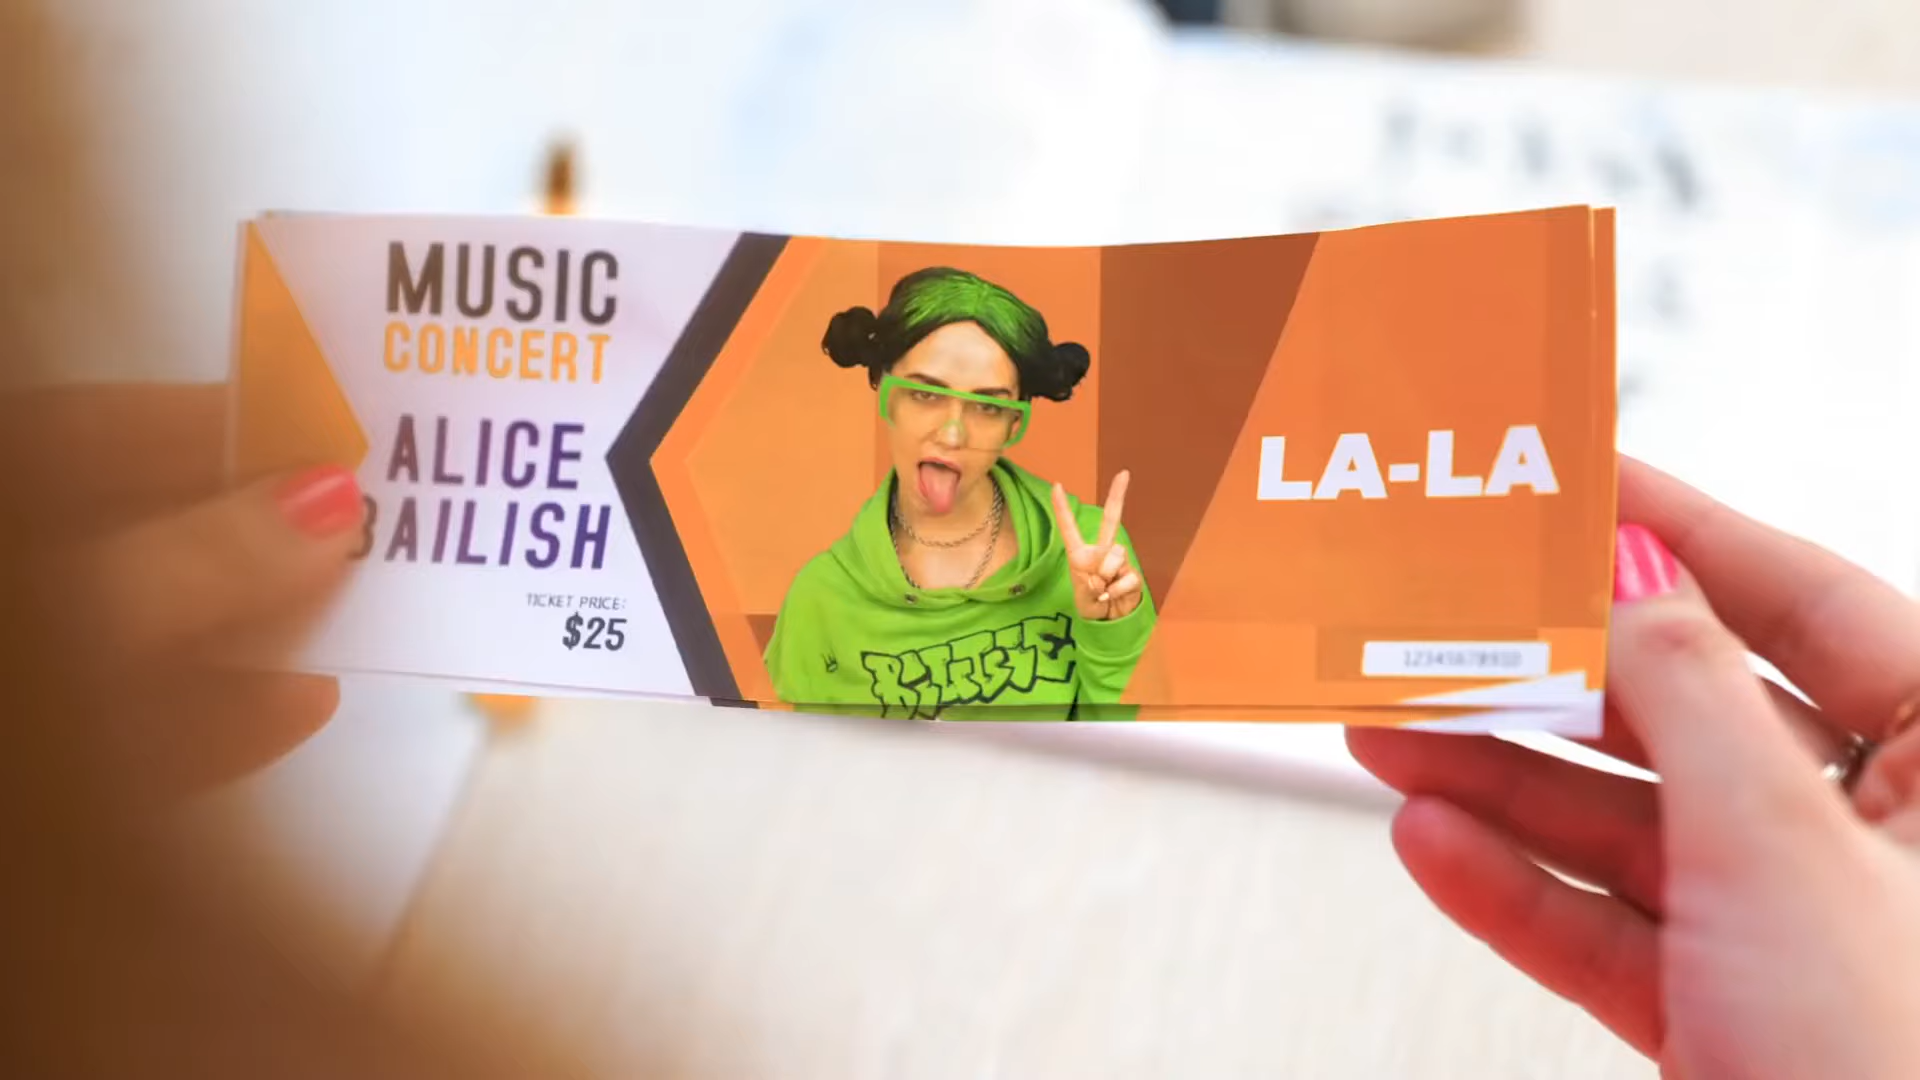 MUSIC
CONCERT
ALICE
BAILISH
TICKET PRICE:
$25
LA-LA